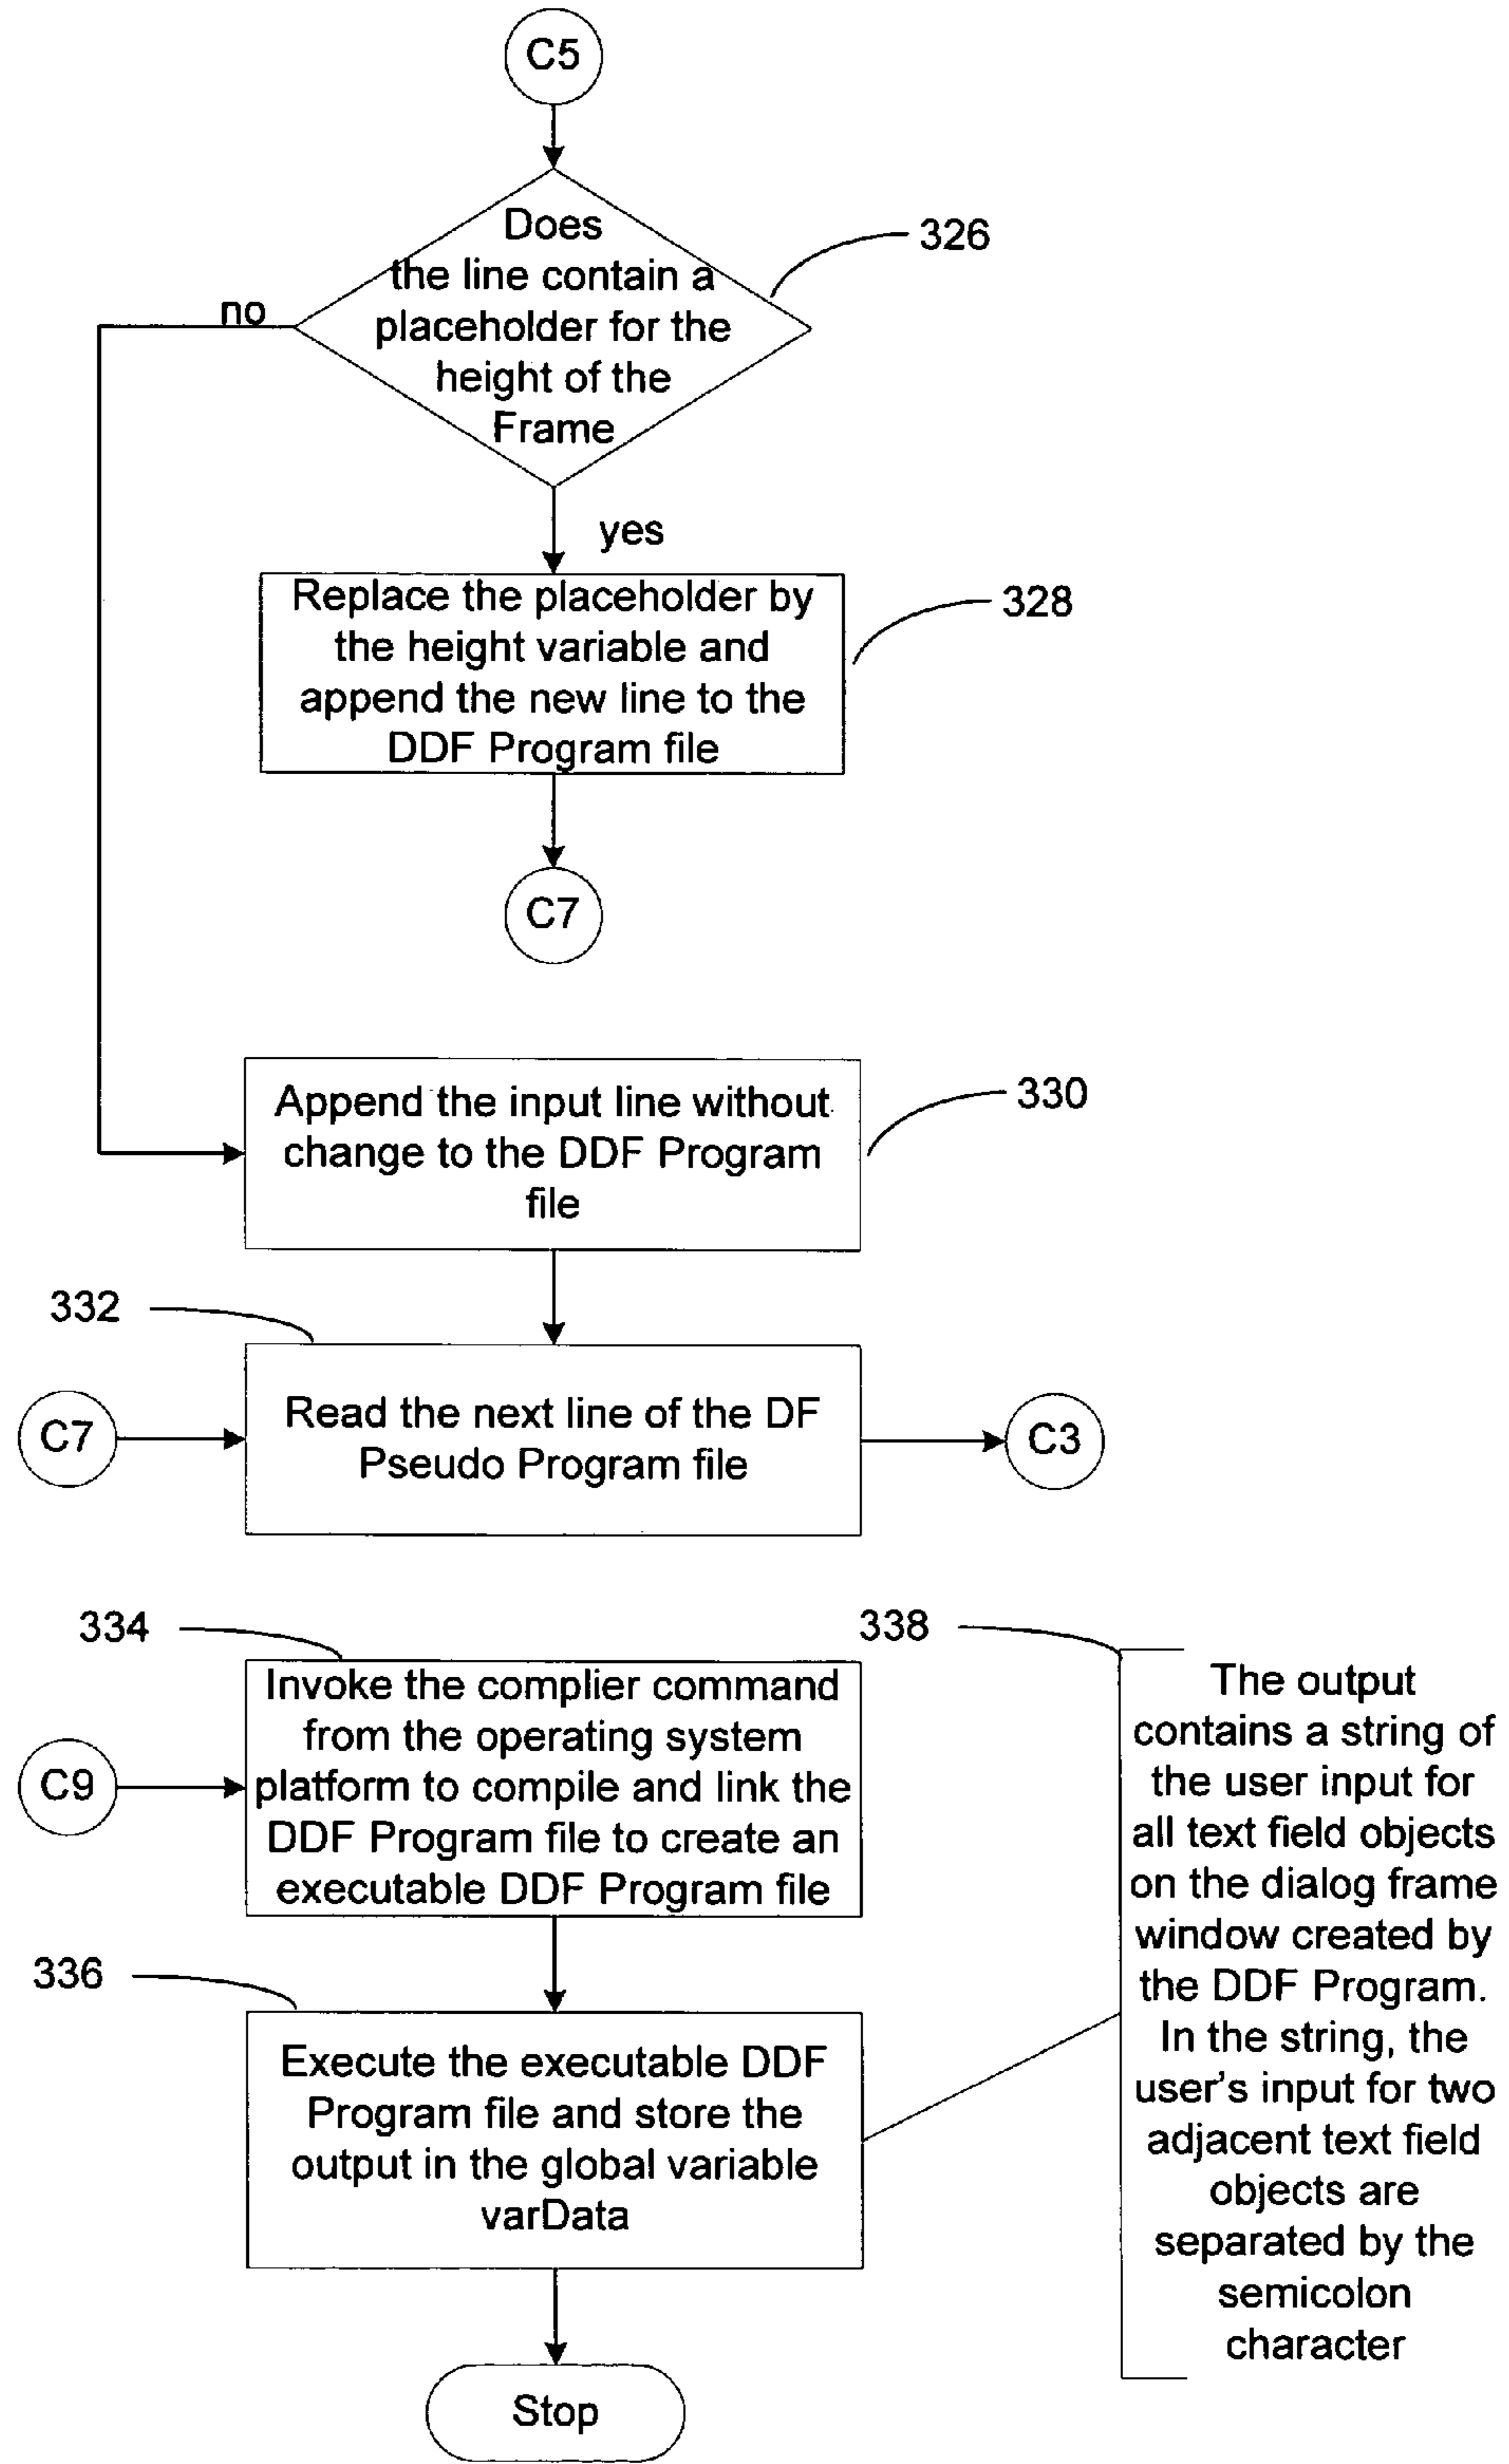 C5
Does
the line contain a
placeholder for the
height of the
Frame
326
no
yes
Replace the placeholder by
the height variable and
append the new line to the
DDF Program file
328
C7
Append the input line without
change to the DDF Program
file
330
332
C7
Read the next line of the DF
Pseudo Program file
C3
334
C9
Invoke the complier command
from the operating system
platform to compile and link the
DDF Program file to create an
executable DDF Program file
336
Execute the executable DDF
Program file and store the
output in the global variable
varData
338
The output
contains a string of
the user input for
all text field objects
on the dialog frame
window created by
the DDF Program.
In the string, the
user's input for two
adjacent text field
objects are
separated by the
semicolon
character
Stop